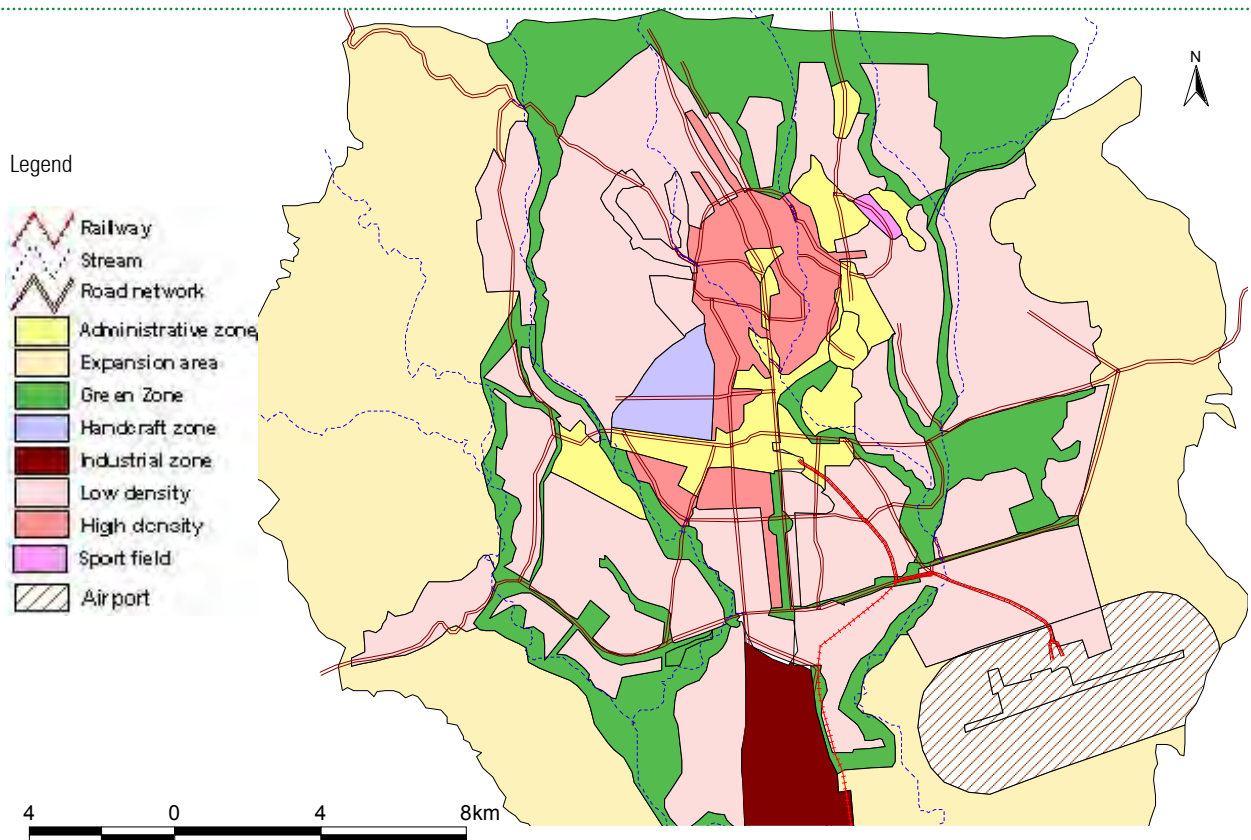 N
Legend
Railway
Stream
Road network
Administrative zone
Expansion area
Green Zone
Handcraft zone
Industrial zone
Low density
High density
Sport field
Airport
4 0 4 8km